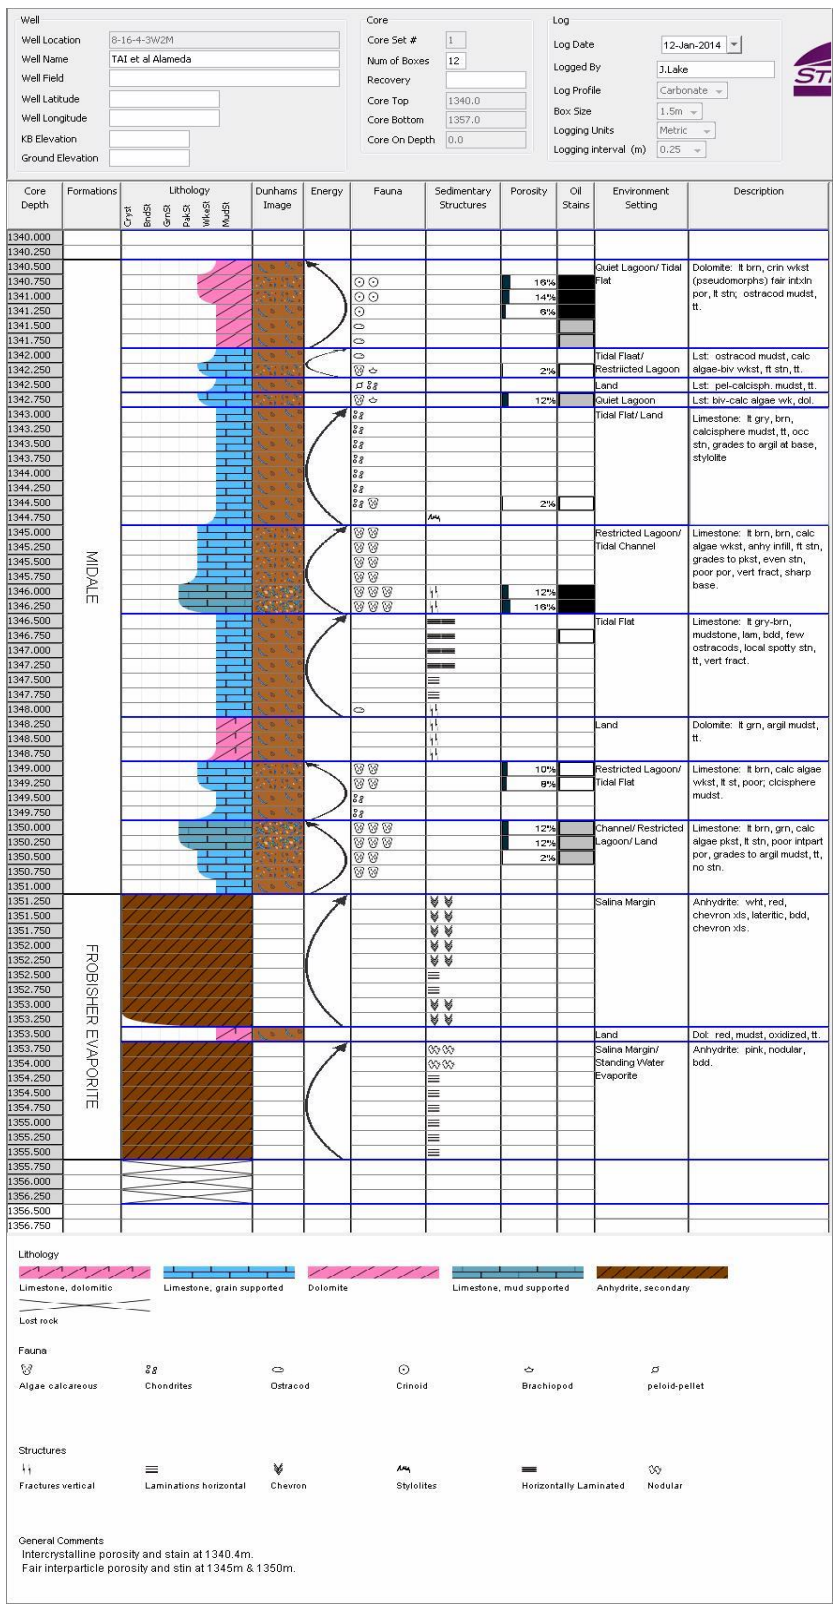 Well
Well Location 8-16-4-3W2M
Well Name TAI et al Alameda
Well Field
Well Latitude
Well Longitude
KB Elevation
Ground Elevation
Core
Core Set # 1
Num of Boxes 12
Recovery
Core Top 1340.0
Core Bottom 1357.0
Core On Depth 0.0
Log
Log Date 12-Jan-2014
Logged By J.Lake
Log Profile Carbonate
Box Size 1.5m
Logging Units Metric
Logging interval (m) 0.25
Core Depth Formations Lithology Dunhams Image Energy Fauna Sedimentary Structures Porosity Oil Stains Environment Setting Description
Cryst BndSt GrnSt PakSt WkeSt MudSt
1340.000
1340.250
1340.500 Quiet Lagoon/ Tidal Dolomite: lt brn, crin wkst
1340.750 16% Flat (pseudomorphs) fair intxln
1341.000 14% por, lt stn; ostracod mudst,
1341.250 6% tt.
1341.500
1341.750
1342.000 Tidal Flaat/ Lst: ostracod mudst, calc
1342.250 2% Restriicted Lagoon algae-biv wkst, ft stn, tt.
1342.500 Land Lst: pel-calcisph. mudst, tt.
1342.750 12% Quiet Lagoon Lst: biv-calc algae wk, dol.
1343.000 Tidal Flat/ Land Limestone: lt gry, brn,
1343.250 calcisphere mudst, tt, occ
1343.500 stn, grades to argil at base,
1343.750 stylolite
1344.000
1344.250
1344.500 2%
1344.750
1345.000 Restricted Lagoon/ Limestone: lt brn, brn, calc
1345.250 Tidal Channel algae wkst, anhy infill, ft stn,
1345.500 grades to pkst, even stn,
1345.750 poor por, vert fract, sharp
1346.000 12% base.
1346.250 16%
MIDALE
1346.500 Tidal Flat Limestone: lt gry-brn,
1346.750 mudstone, lam, bdd, few
1347.000 ostracods, local spotty stn,
1347.250 tt, vert fract.
1347.500
1347.750
1348.000
1348.250 Land Dolomite: lt grn, argil mudst,
1348.500 tt.
1348.750
1349.000 10% Restricted Lagoon/ Limestone: lt brn, calc algae
1349.250 8% Tidal Flat wkst, lt st, poor; clcisphere
1349.500 mudst.
1349.750
1350.000 12% Channel/ Restricted Limestone: lt brn, grn, calc
1350.250 12% Lagoon/ Land algae pkst, lt stn, poor intpart
1350.500 2% por, grades to argil mudst, tt,
1350.750 no stn.
1351.000
1351.250 Salina Margin Anhydrite: wht, red,
1351.500 chevron xls, lateritic, bdd,
1351.750 chevron xls.
1352.000
1352.250
1352.500
1352.750
1353.000
1353.250
FROBISHER EVAPORITE
1353.500 Land Dol: red, mudst, oxidized, tt.
1353.750 Salina Margin/ Anhydrite: pink, nodular,
1354.000 Standing Water bdd.
1354.250 Evaporite
1354.500
1354.750
1355.000
1355.250
1355.500
1355.750
1356.000
1356.250
1356.500
1356.750
Lithology
Limestone, dolomitic Limestone, grain supported Dolomite Limestone, mud supported Anhydrite, secondary
Lost rock
Fauna
Algae calcareous Chondrites Ostracod Crinoid Brachiopod peloid-pellet
Structures
Fractures vertical Laminations horizontal Chevron Stylolites Horizontally Laminated Nodular
General Comments
Intercrystalline porosity and stain at 1340.4m.
Fair interparticle porosity and stin at 1345m & 1350m.